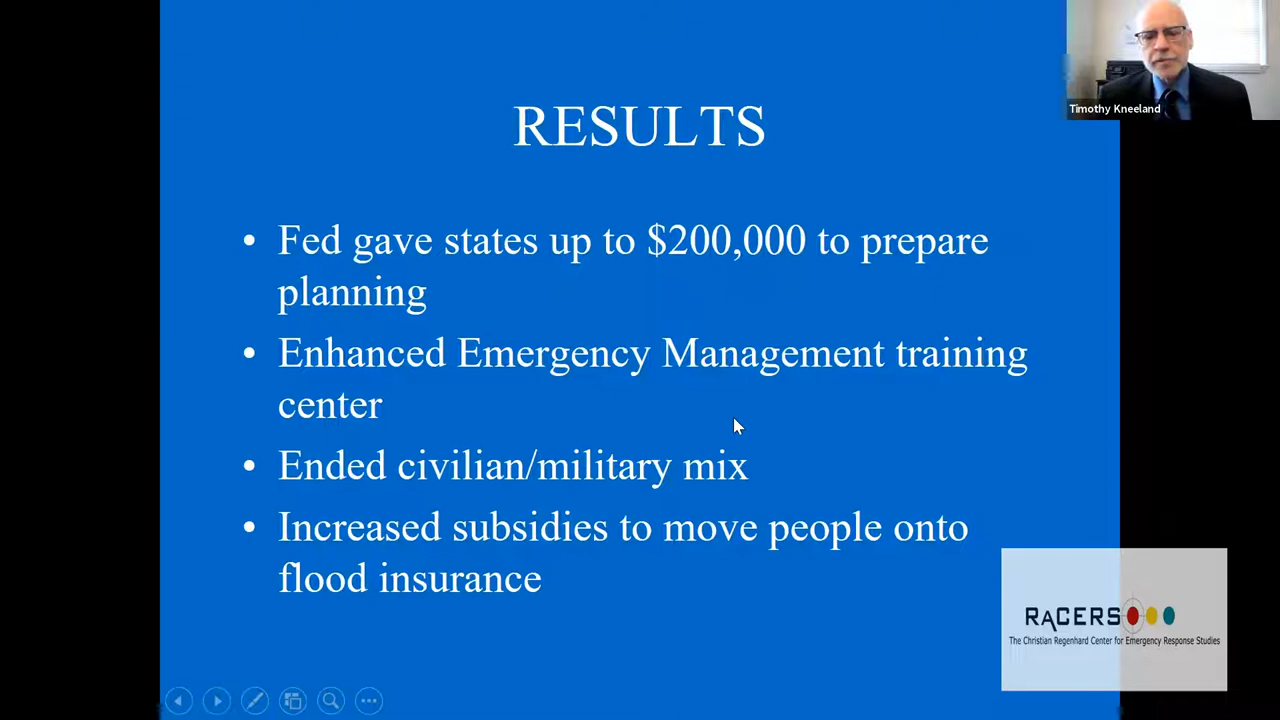 Timothy Kneeland
RESULTS
• Fed gave states up to $200,000 to prepare
planning
• Enhanced Emergency Management training
center
• Ended civilian/military mix
• Increased subsidies to move people onto
flood insurance
RaCERS
The Christian Regenhard Center for Emergency Response Studies